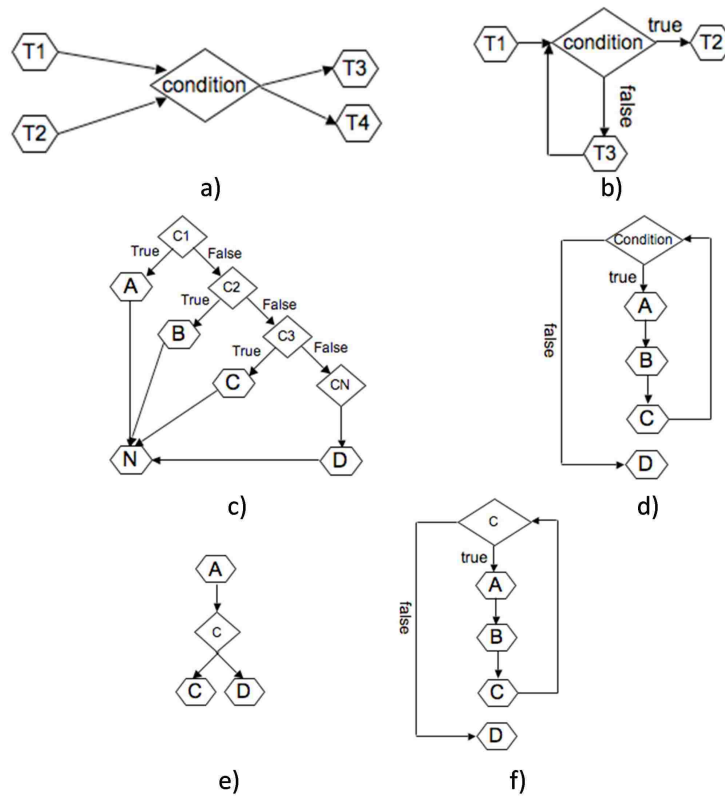 T1
T2
condition
T3
T4
a)
T1
condition
true
T2
false
T3
b)
C1
True
False
A
C2
True
False
B
C3
True
False
C
CN
N
D
c)
Condition
true
false
A
B
C
D
d)
A
C
C
D
e)
C
true
false
A
B
C
D
f)